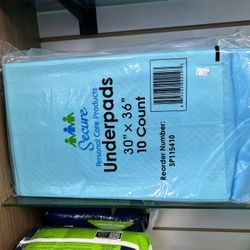 Secure
Personal Care Products
Underpads
30" x 36"
10 Count
Reorder Number:
SP115410